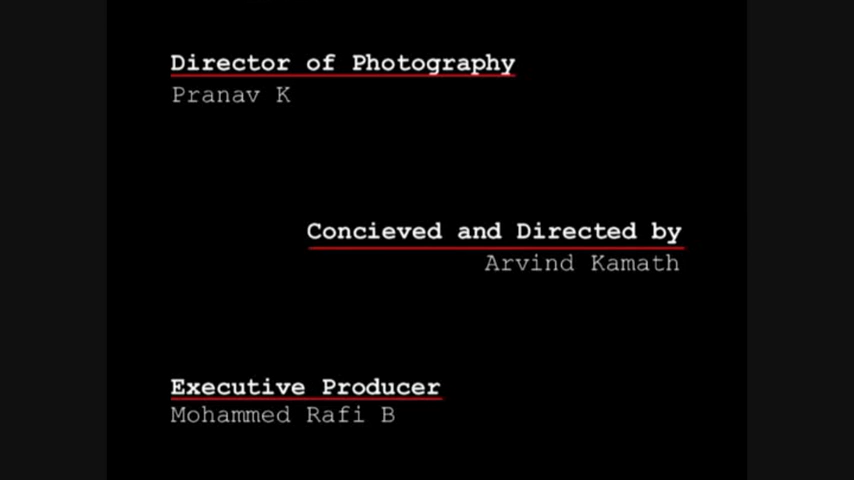 Director of Photography
Pranav K
Concieved and Directed by
Arvind Kamath
Executive Producer
Mohammed Rafi B